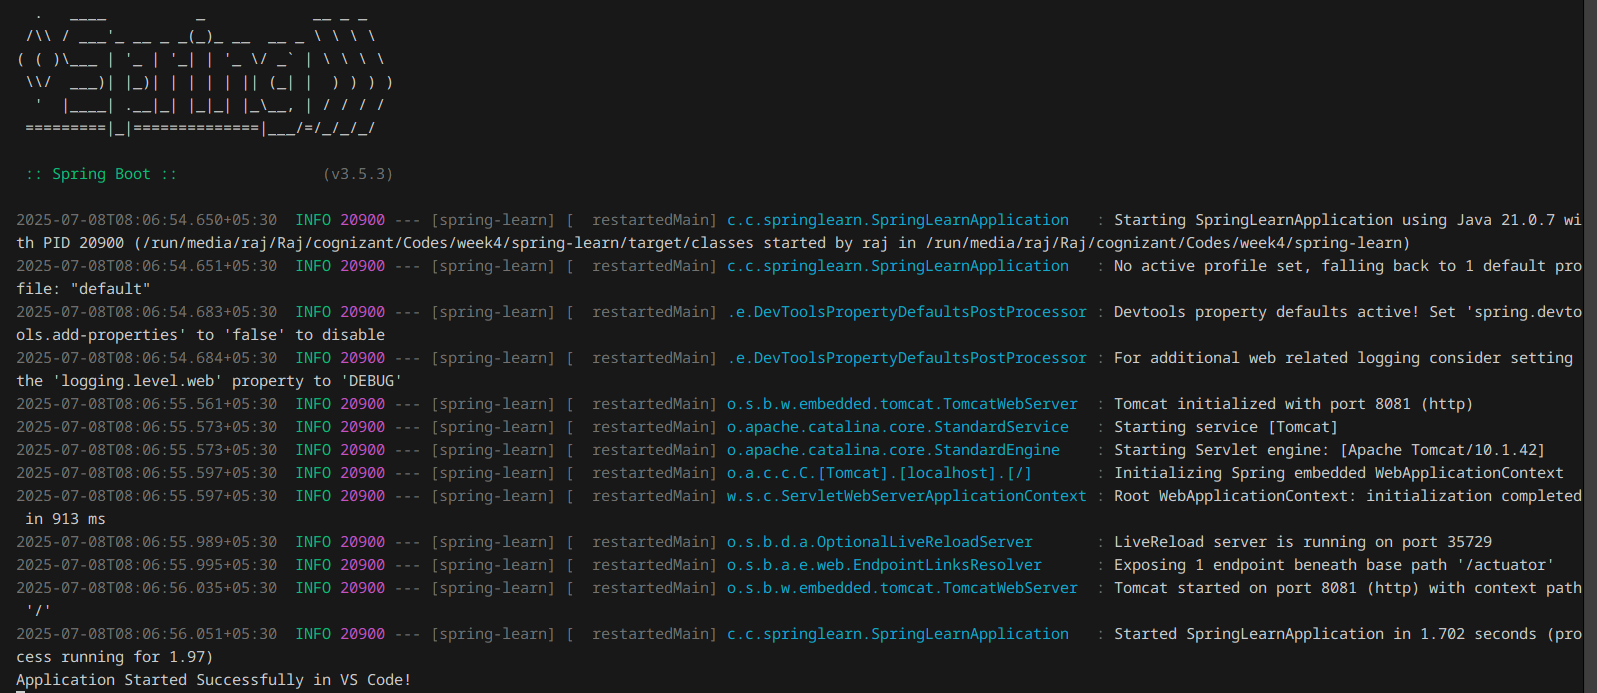 .   ____          _            __ _ _
 /\\ / ___'_ __ _ _(_)_ __  __ _ \ \ \ \
( ( )\___ | '_ | '_| | '_ \/ _` | \ \ \ \
 \\/  ___)| |_)| | | | | || (_| |  ) ) ) )
  '  |____| .__|_| |_|_| |_\__, | / / / /
 =========|_|==============|___/=/_/_/_/

 :: Spring Boot ::                (v3.5.3)

2025-07-08T08:06:54.650+05:30  INFO 20900 --- [spring-learn] [  restartedMain] c.c.springlearn.SpringLearnApplication   : Starting SpringLearnApplication using Java 21.0.7 wi
th PID 20900 (/run/media/raj/Raj/cognizant/Codes/week4/spring-learn/target/classes started by raj in /run/media/raj/Raj/cognizant/Codes/week4/spring-learn)
2025-07-08T08:06:54.651+05:30  INFO 20900 --- [spring-learn] [  restartedMain] c.c.springlearn.SpringLearnApplication   : No active profile set, falling back to 1 default pro
file: "default"
2025-07-08T08:06:54.683+05:30  INFO 20900 --- [spring-learn] [  restartedMain] .e.DevToolsPropertyDefaultsPostProcessor : Devtools property defaults active! Set 'spring.devto
ols.add-properties' to 'false' to disable
2025-07-08T08:06:54.684+05:30  INFO 20900 --- [spring-learn] [  restartedMain] .e.DevToolsPropertyDefaultsPostProcessor : For additional web related logging consider setting
the 'logging.level.web' property to 'DEBUG'
2025-07-08T08:06:55.561+05:30  INFO 20900 --- [spring-learn] [  restartedMain] o.s.b.w.embedded.tomcat.TomcatWebServer  : Tomcat initialized with port 8081 (http)
2025-07-08T08:06:55.573+05:30  INFO 20900 --- [spring-learn] [  restartedMain] o.apache.catalina.core.StandardService   : Starting service [Tomcat]
2025-07-08T08:06:55.573+05:30  INFO 20900 --- [spring-learn] [  restartedMain] o.apache.catalina.core.StandardEngine    : Starting Servlet engine: [Apache Tomcat/10.1.42]
2025-07-08T08:06:55.597+05:30  INFO 20900 --- [spring-learn] [  restartedMain] o.a.c.c.C.[Tomcat].[localhost].[/]       : Initializing Spring embedded WebApplicationContext
2025-07-08T08:06:55.597+05:30  INFO 20900 --- [spring-learn] [  restartedMain] w.s.c.ServletWebServerApplicationContext : Root WebApplicationContext: initialization completed
 in 913 ms
2025-07-08T08:06:55.989+05:30  INFO 20900 --- [spring-learn] [  restartedMain] o.s.b.d.a.OptionalLiveReloadServer       : LiveReload server is running on port 35729
2025-07-08T08:06:55.995+05:30  INFO 20900 --- [spring-learn] [  restartedMain] o.s.b.a.e.web.EndpointLinksResolver      : Exposing 1 endpoint beneath base path '/actuator'
2025-07-08T08:06:56.035+05:30  INFO 20900 --- [spring-learn] [  restartedMain] o.s.b.w.embedded.tomcat.TomcatWebServer  : Tomcat started on port 8081 (http) with context path
 '/'
2025-07-08T08:06:56.051+05:30  INFO 20900 --- [spring-learn] [  restartedMain] c.c.springlearn.SpringLearnApplication   : Started SpringLearnApplication in 1.702 seconds (pro
cess running for 1.97)
Application Started Successfully in VS Code!